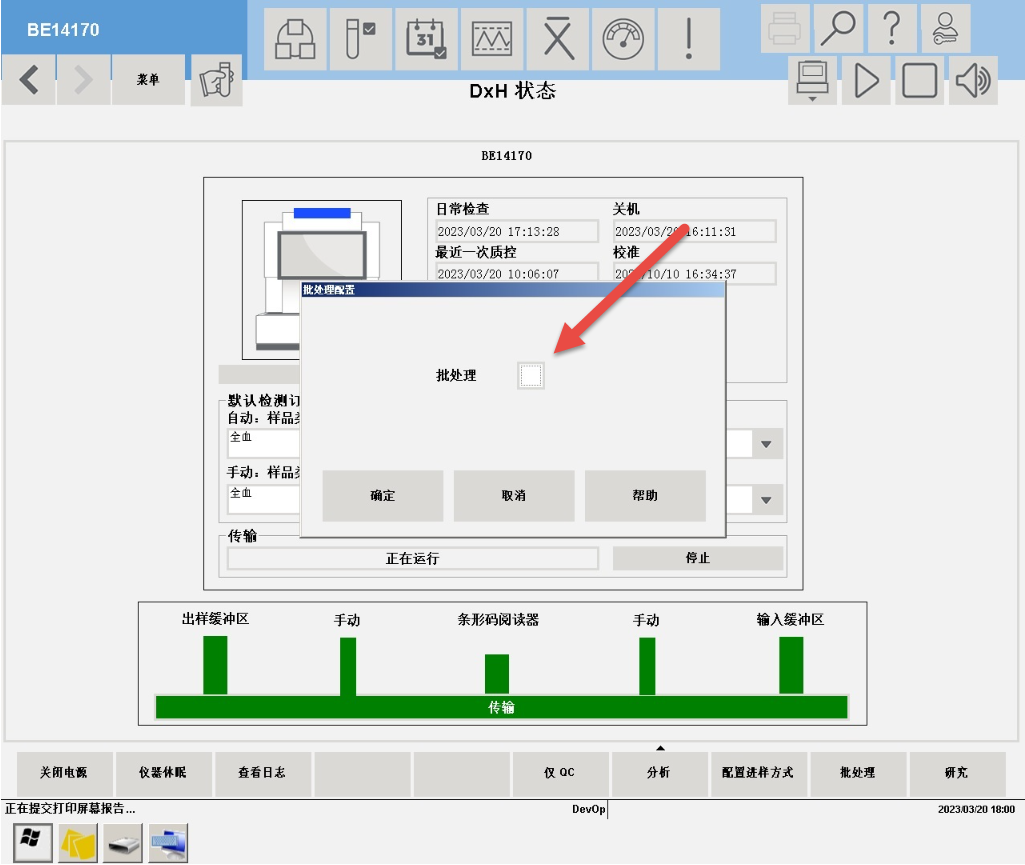 BE14170
31
菜单
DxH 状态
BE14170
日常检查
关机
2023/03/20 17:13:28
2023/03/20 16:11:31
最近一次质控
校准
2023/03/20 10:06:07
/10/10 16:34:37
批处理配置
批处理
默认检测订
自动: 样品类
全血
手动: 样品类
全血
确定
取消
帮助
传输
正在运行
停止
出样缓冲区
手动
条形码阅读器
手动
输入缓冲区
传输
关闭电源
仪器休眠
查看日志
仅 QC
分析
配置进样方式
批处理
研究
正在提交打印屏幕报告...
DevOp
2023/03/20 18:00